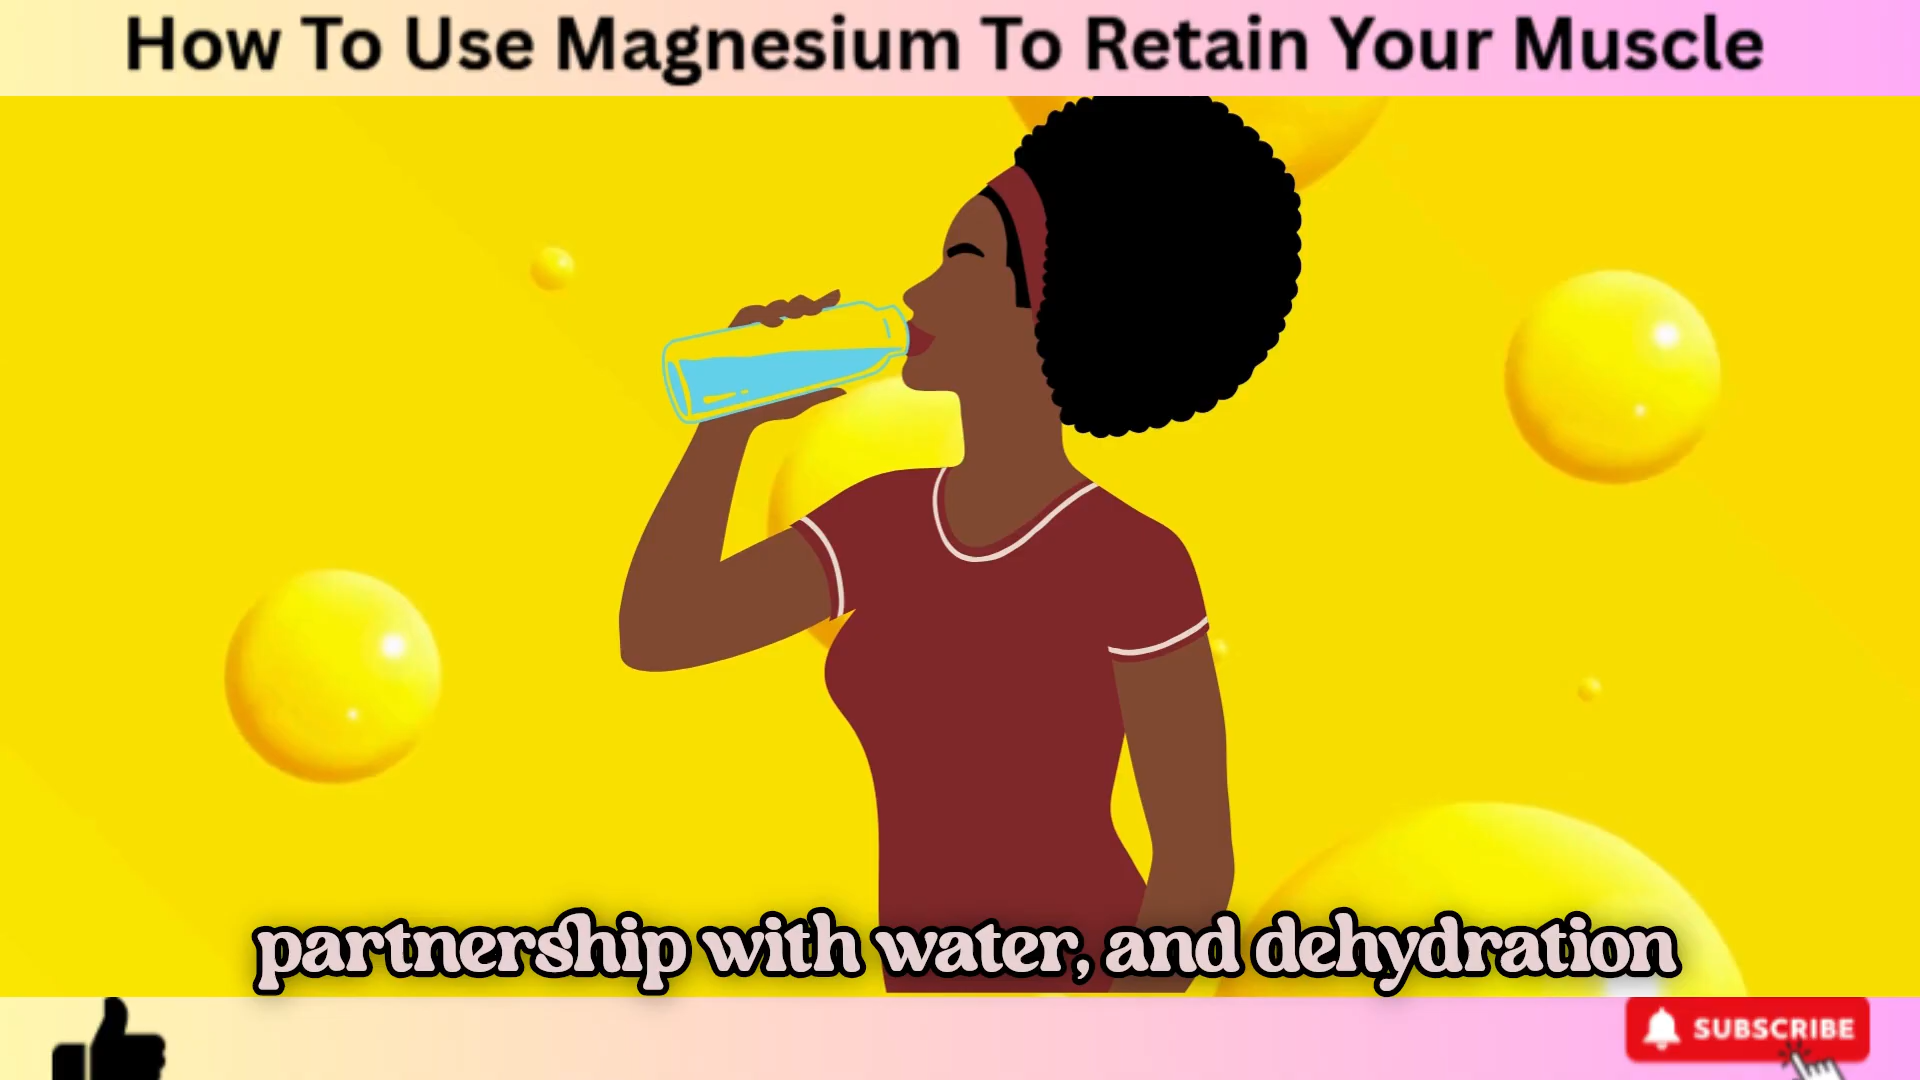 How To Use Magnesium To Retain Your Muscle
partnership with water, and dehydration
SUBSCRIBE